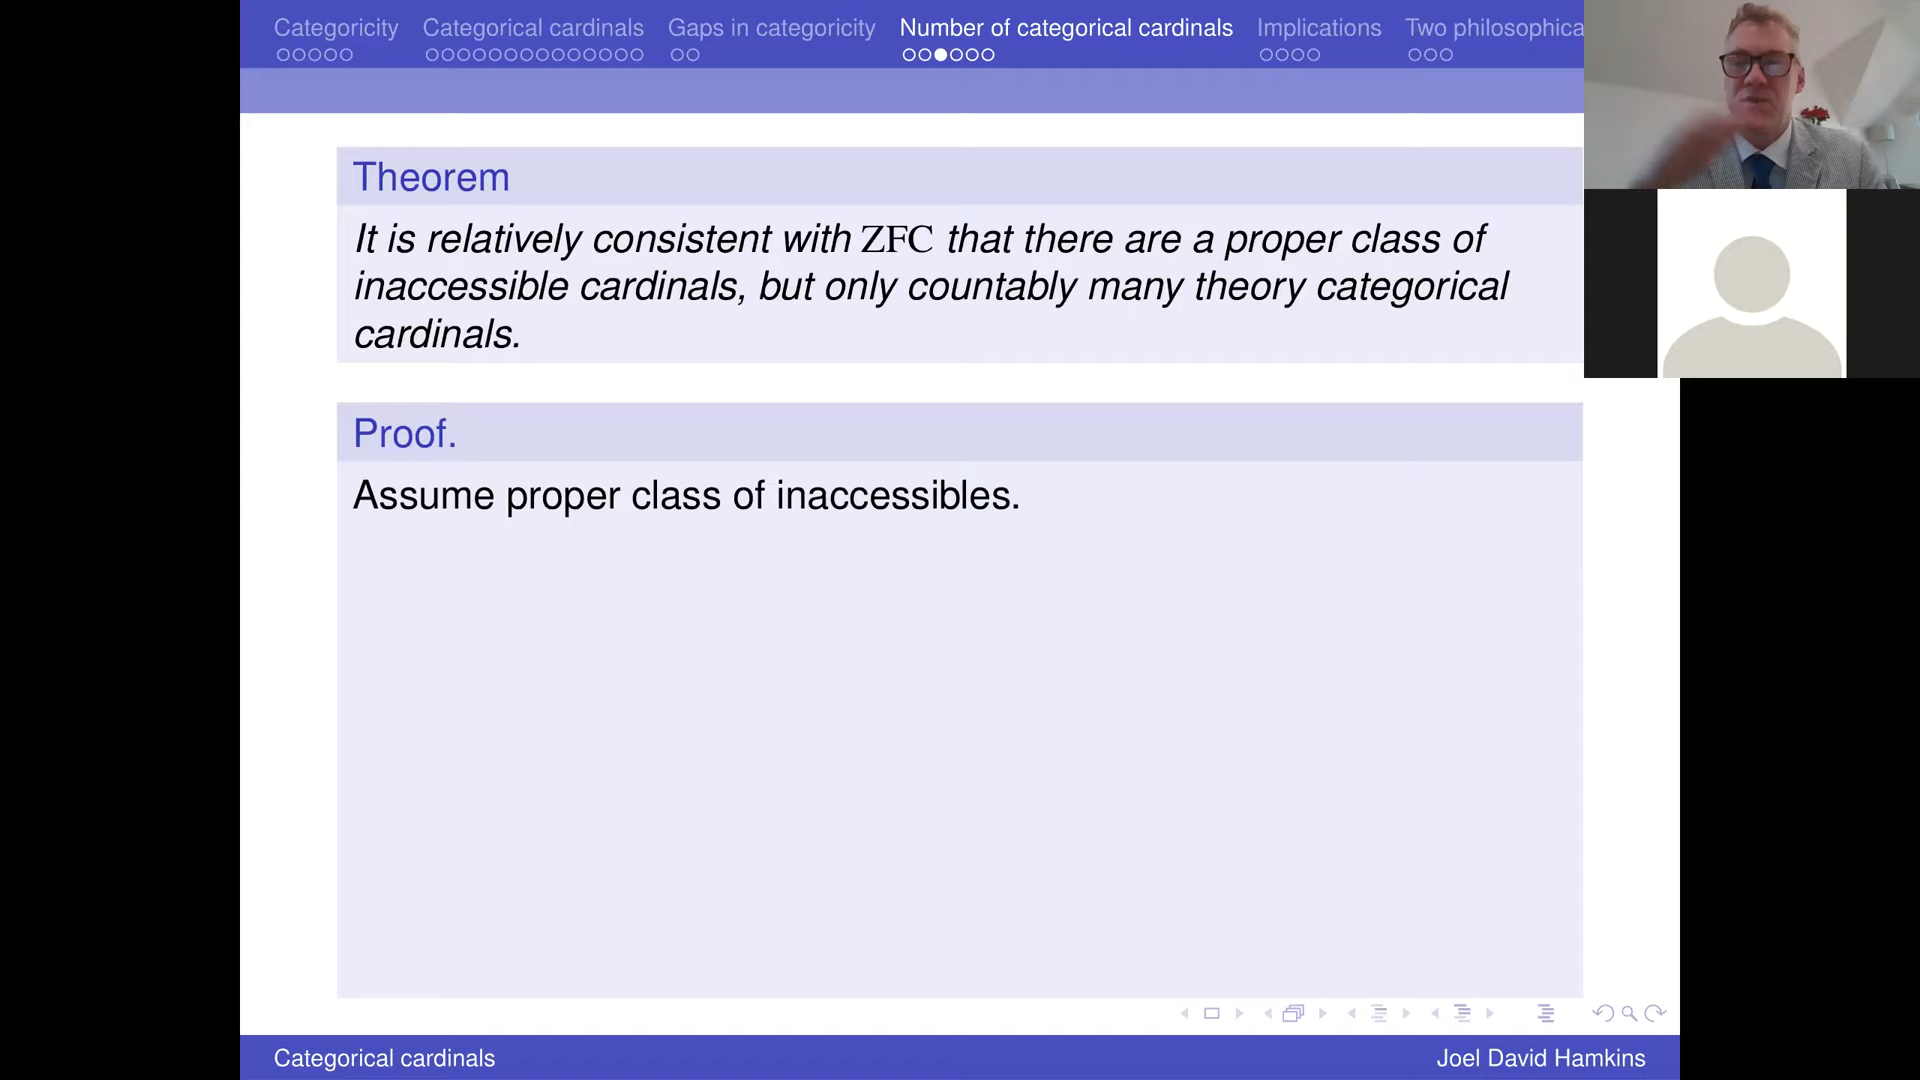 Categoricity Categorical cardinals Gaps in categoricity Number of categorical cardinals Implications Two philosophica
Theorem
It is relatively consistent with ZFC that there are a proper class of
inaccessible cardinals, but only countably many theory categorical
cardinals.
Proof.
Assume proper class of inaccessibles.
Categorical cardinals Joel David Hamkins